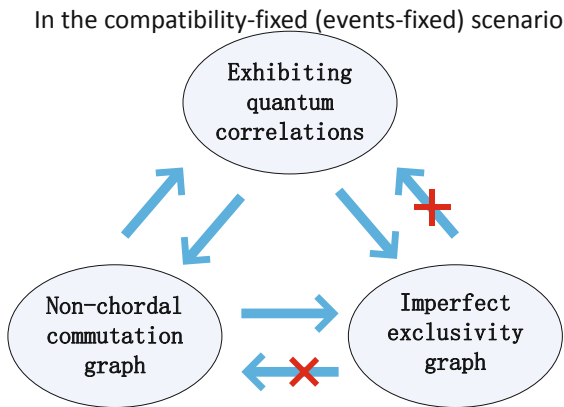 In the compatibility-fixed (events-fixed) scenario
Exhibiting
quantum
correlations
Non-chordal
commutation
graph
Imperfect
exclusivity
graph